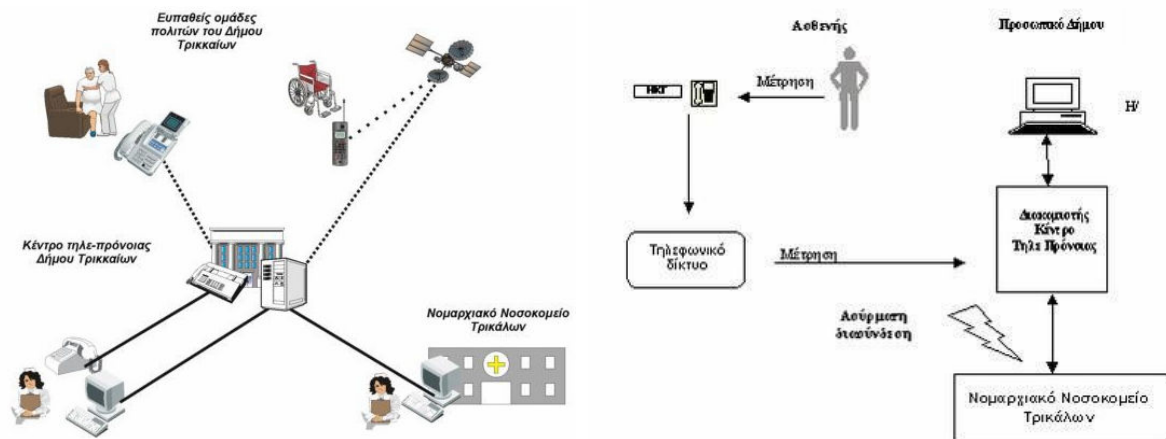 Ευπαθείς ομάδες
πολιτών του Δήμου
Τρικκαίων
Κέντρο τηλε-πρόνοιας
Δήμου Τρικκαίων
Νομαρχιακό Νοσοκομείο
Τρικάλων
Ασθενής
Προσωπικό Δήμου
Μέτρηση
ΗΚΓ
Η/
Διακομιστής
Κέντρο
Τηλε Πρόνοιας
Τηλεφωνικό
δίκτυο
Μέτρηση
Ασύρματη
διασύνδεση
Νομαρχιακό Νοσοκομείο
Τρικάλων